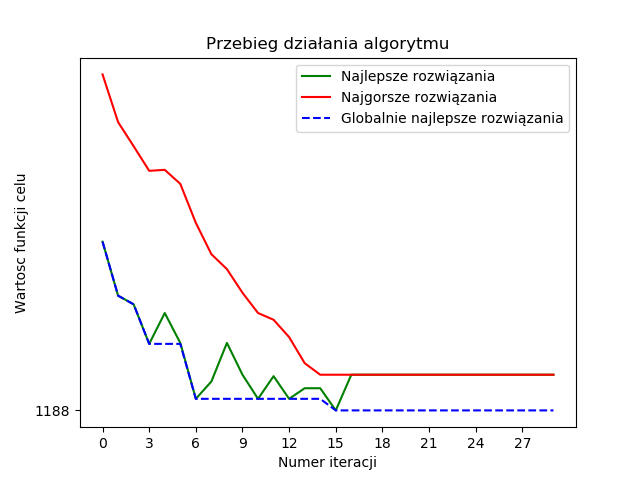 Przebieg działania algorytmu
Najlepsze rozwiązania
Najgorsze rozwiązania
Globalnie najlepsze rozwiązania
Wartosc funkcji celu
1188
0 3 6 9 12 15 18 21 24 27
Numer iteracji